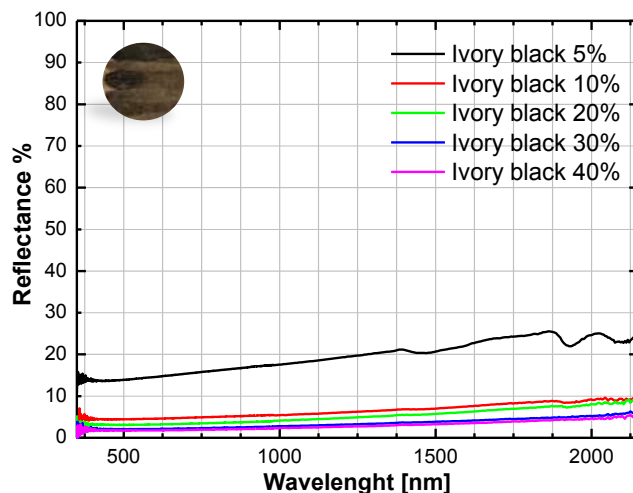 100
90
80
70
60
50
40
30
20
10
0
Reflectance %
Ivory black 5%
Ivory black 10%
Ivory black 20%
Ivory black 30%
Ivory black 40%
500
1000
1500
2000
Wavelenght [nm]